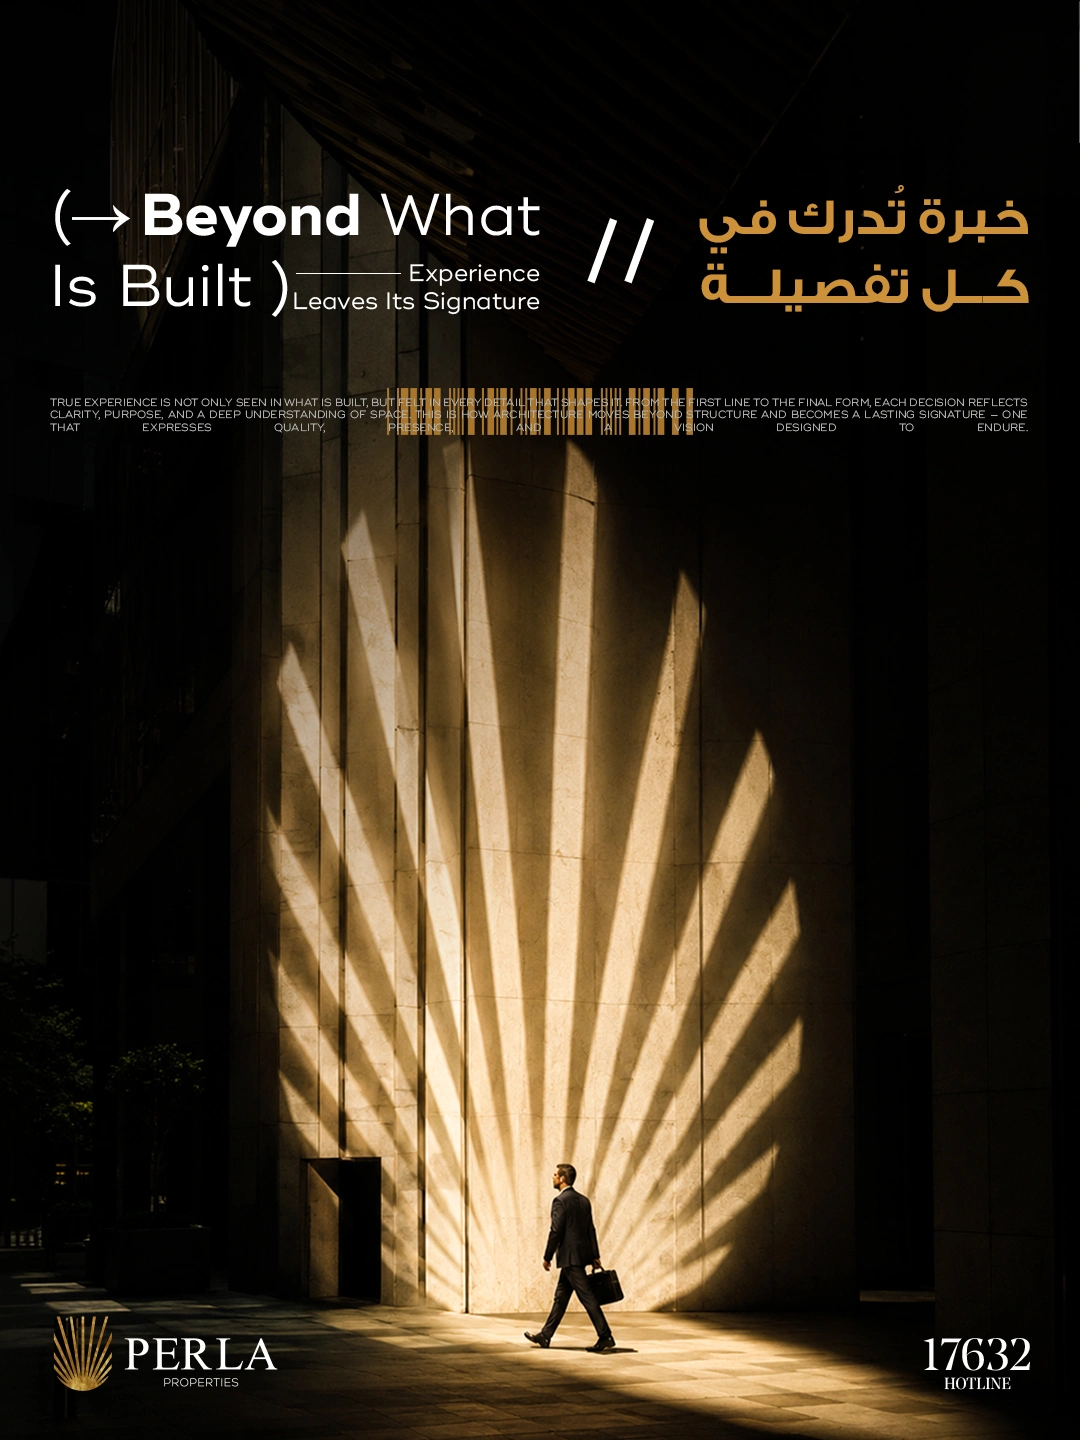 (→ Beyond What
Is Built )
Experience
Leaves Its Signature
//
خبرة تُدرك في
كـــل تفصيلـــة
TRUE EXPERIENCE IS NOT ONLY SEEN IN WHAT IS BUILT, BUT FELT IN EVERY DETAIL THAT SHAPES IT. FROM THE FIRST LINE TO THE FINAL FORM, EACH DECISION REFLECTS
CLARITY, PURPOSE, AND A DEEP UNDERSTANDING OF SPACE. THIS IS HOW ARCHITECTURE MOVES BEYOND STRUCTURE AND BECOMES A LASTING SIGNATURE – ONE
THAT EXPRESSES QUALITY, PRESENCE, AND A VISION DESIGNED TO ENDURE.
PERLA
PROPERTIES
17632
HOTLINE